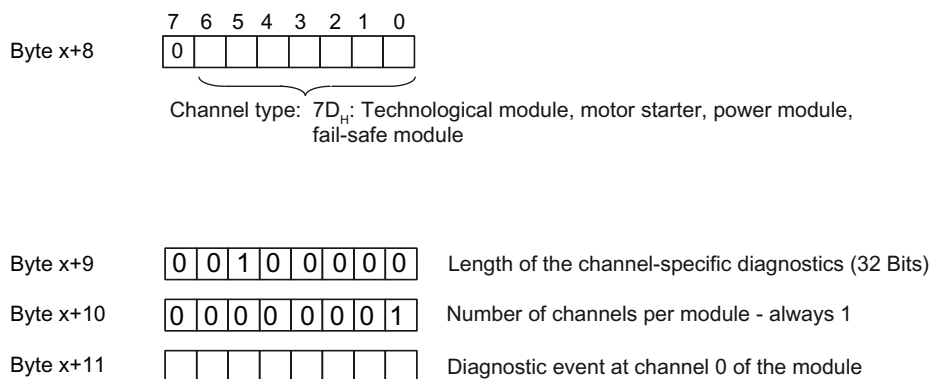 7 6 5 4 3 2 1 0
Byte x+8 0
Channel type: 7D_H: Technological module, motor starter, power module,
fail-safe module
Byte x+9 0 0 1 0 0 0 0 0 Length of the channel-specific diagnostics (32 Bits)
Byte x+10 0 0 0 0 0 0 0 1 Number of channels per module - always 1
Byte x+11 Diagnostic event at channel 0 of the module